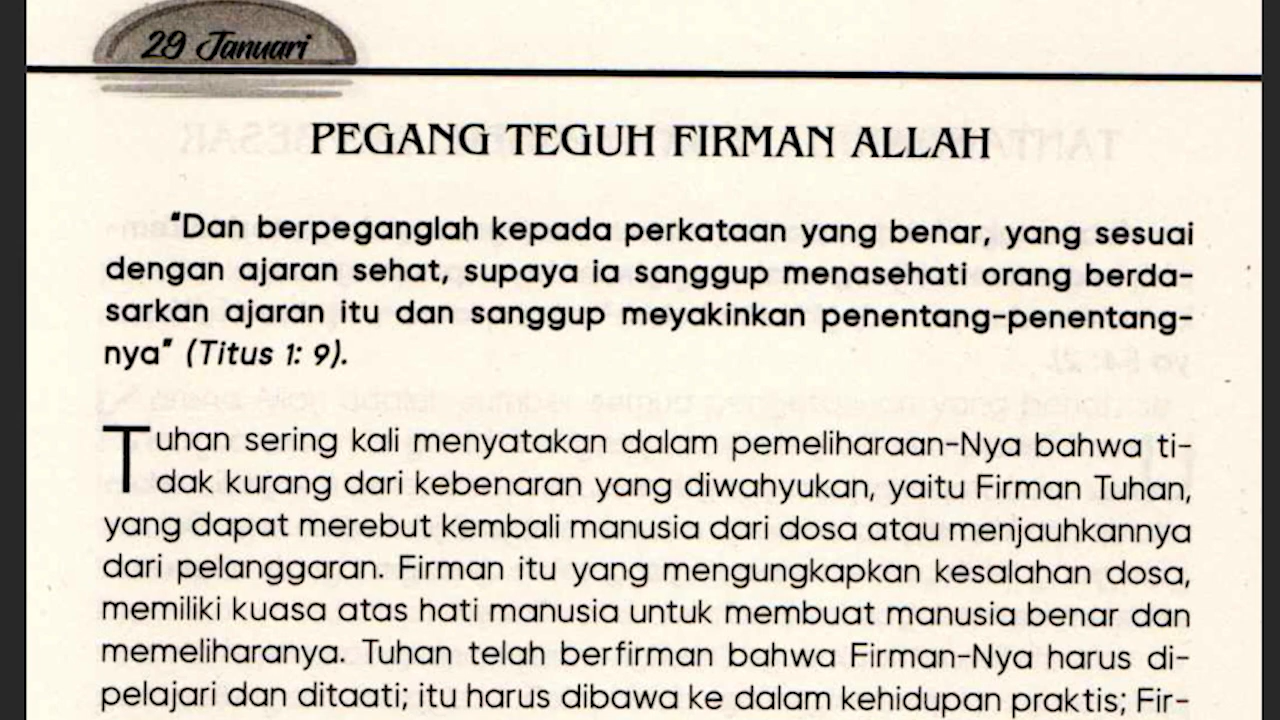 29 Januari
PEGANG TEGUH FIRMAN ALLAH
"Dan berpeganglah kepada perkataan yang benar, yang sesuai
dengan ajaran sehat, supaya ia sanggup menasehati orang berda-
sarkan ajaran itu dan sanggup meyakinkan penentang-penentang-
nya" (Titus 1: 9).
Tuhan sering kali menyatakan dalam pemeliharaan-Nya bahwa ti-
dak kurang dari kebenaran yang diwahyukan, yaitu Firman Tuhan,
yang dapat merebut kembali manusia dari dosa atau menjauhkannya
dari pelanggaran. Firman itu yang mengungkapkan kesalahan dosa,
memiliki kuasa atas hati manusia untuk membuat manusia benar dan
memeliharanya. Tuhan telah berfirman bahwa Firman-Nya harus di-
pelajari dan ditaati; itu harus dibawa ke dalam kehidupan praktis; Fir-